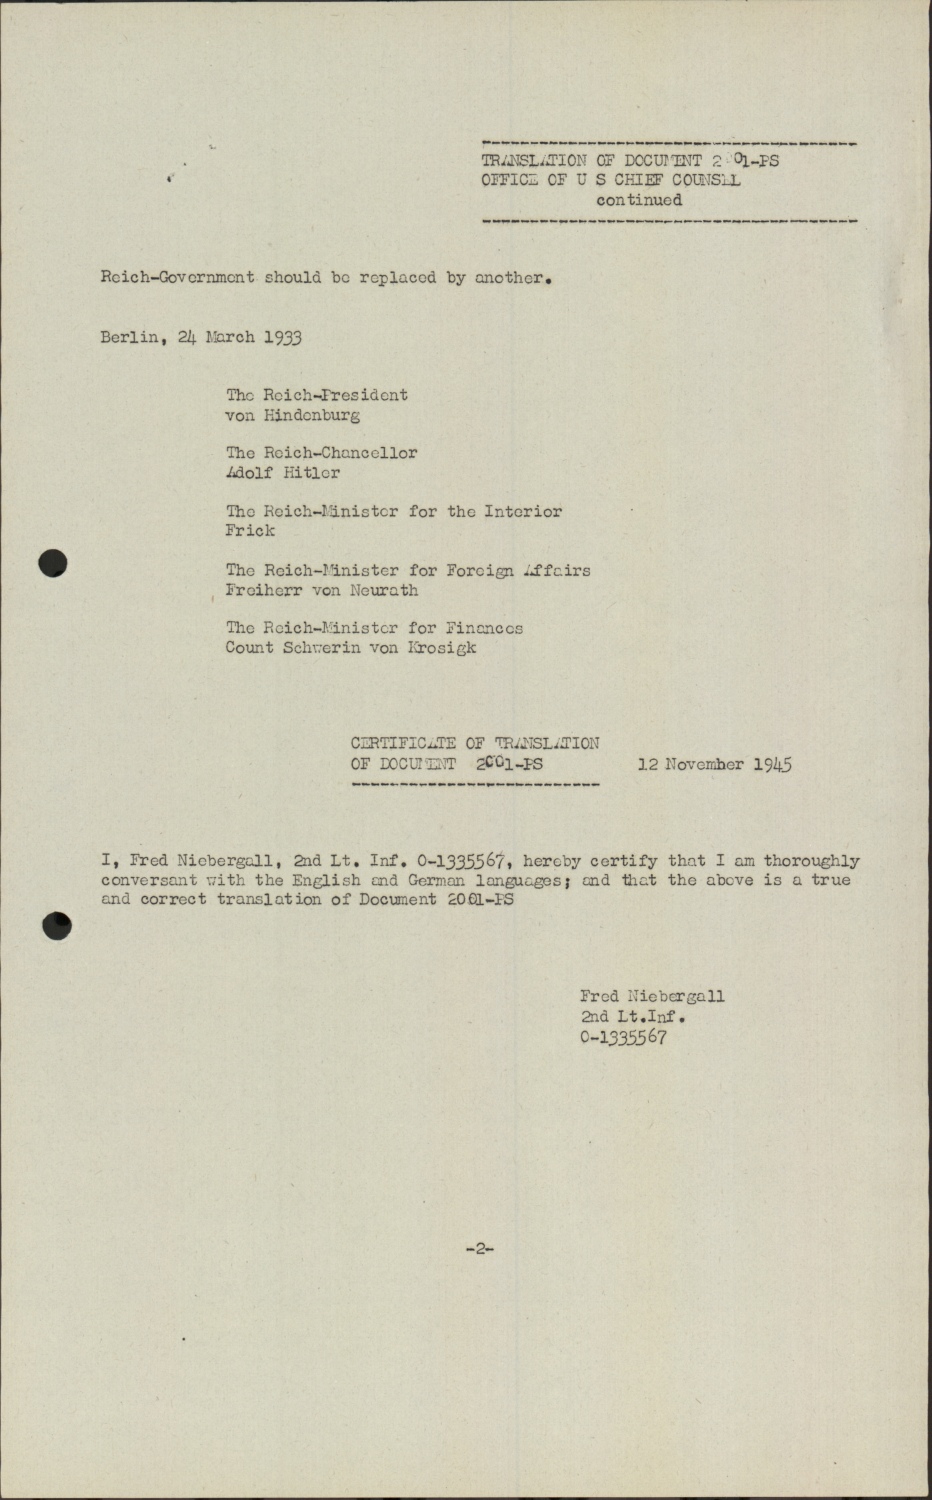 TRANSLATION OF DOCUMENT 2001-PS
OFFICE OF U S CHIEF COUNSEL
continued
Reich-Government should be replaced by another.
Berlin, 24 March 1933
The Reich-President
von Hindenburg
The Reich-Chancellor
Adolf Hitler
The Reich-Minister for the Interior
Frick
The Reich-Minister for Foreign Affairs
Freiherr von Neurath
The Reich-Minister for Finances
Count Schwerin von Krosigk
CERTIFICATE OF TRANSLATION
OF DOCUMENT 2001-PS 12 November 1945
I, Fred Niebergall, 2nd Lt. Inf. O-1335567, hereby certify that I am thoroughly
conversant with the English and German languages; and that the above is a true
and correct translation of Document 2001-PS
Fred Niebergall
2nd Lt.Inf.
O-1335567
-2-